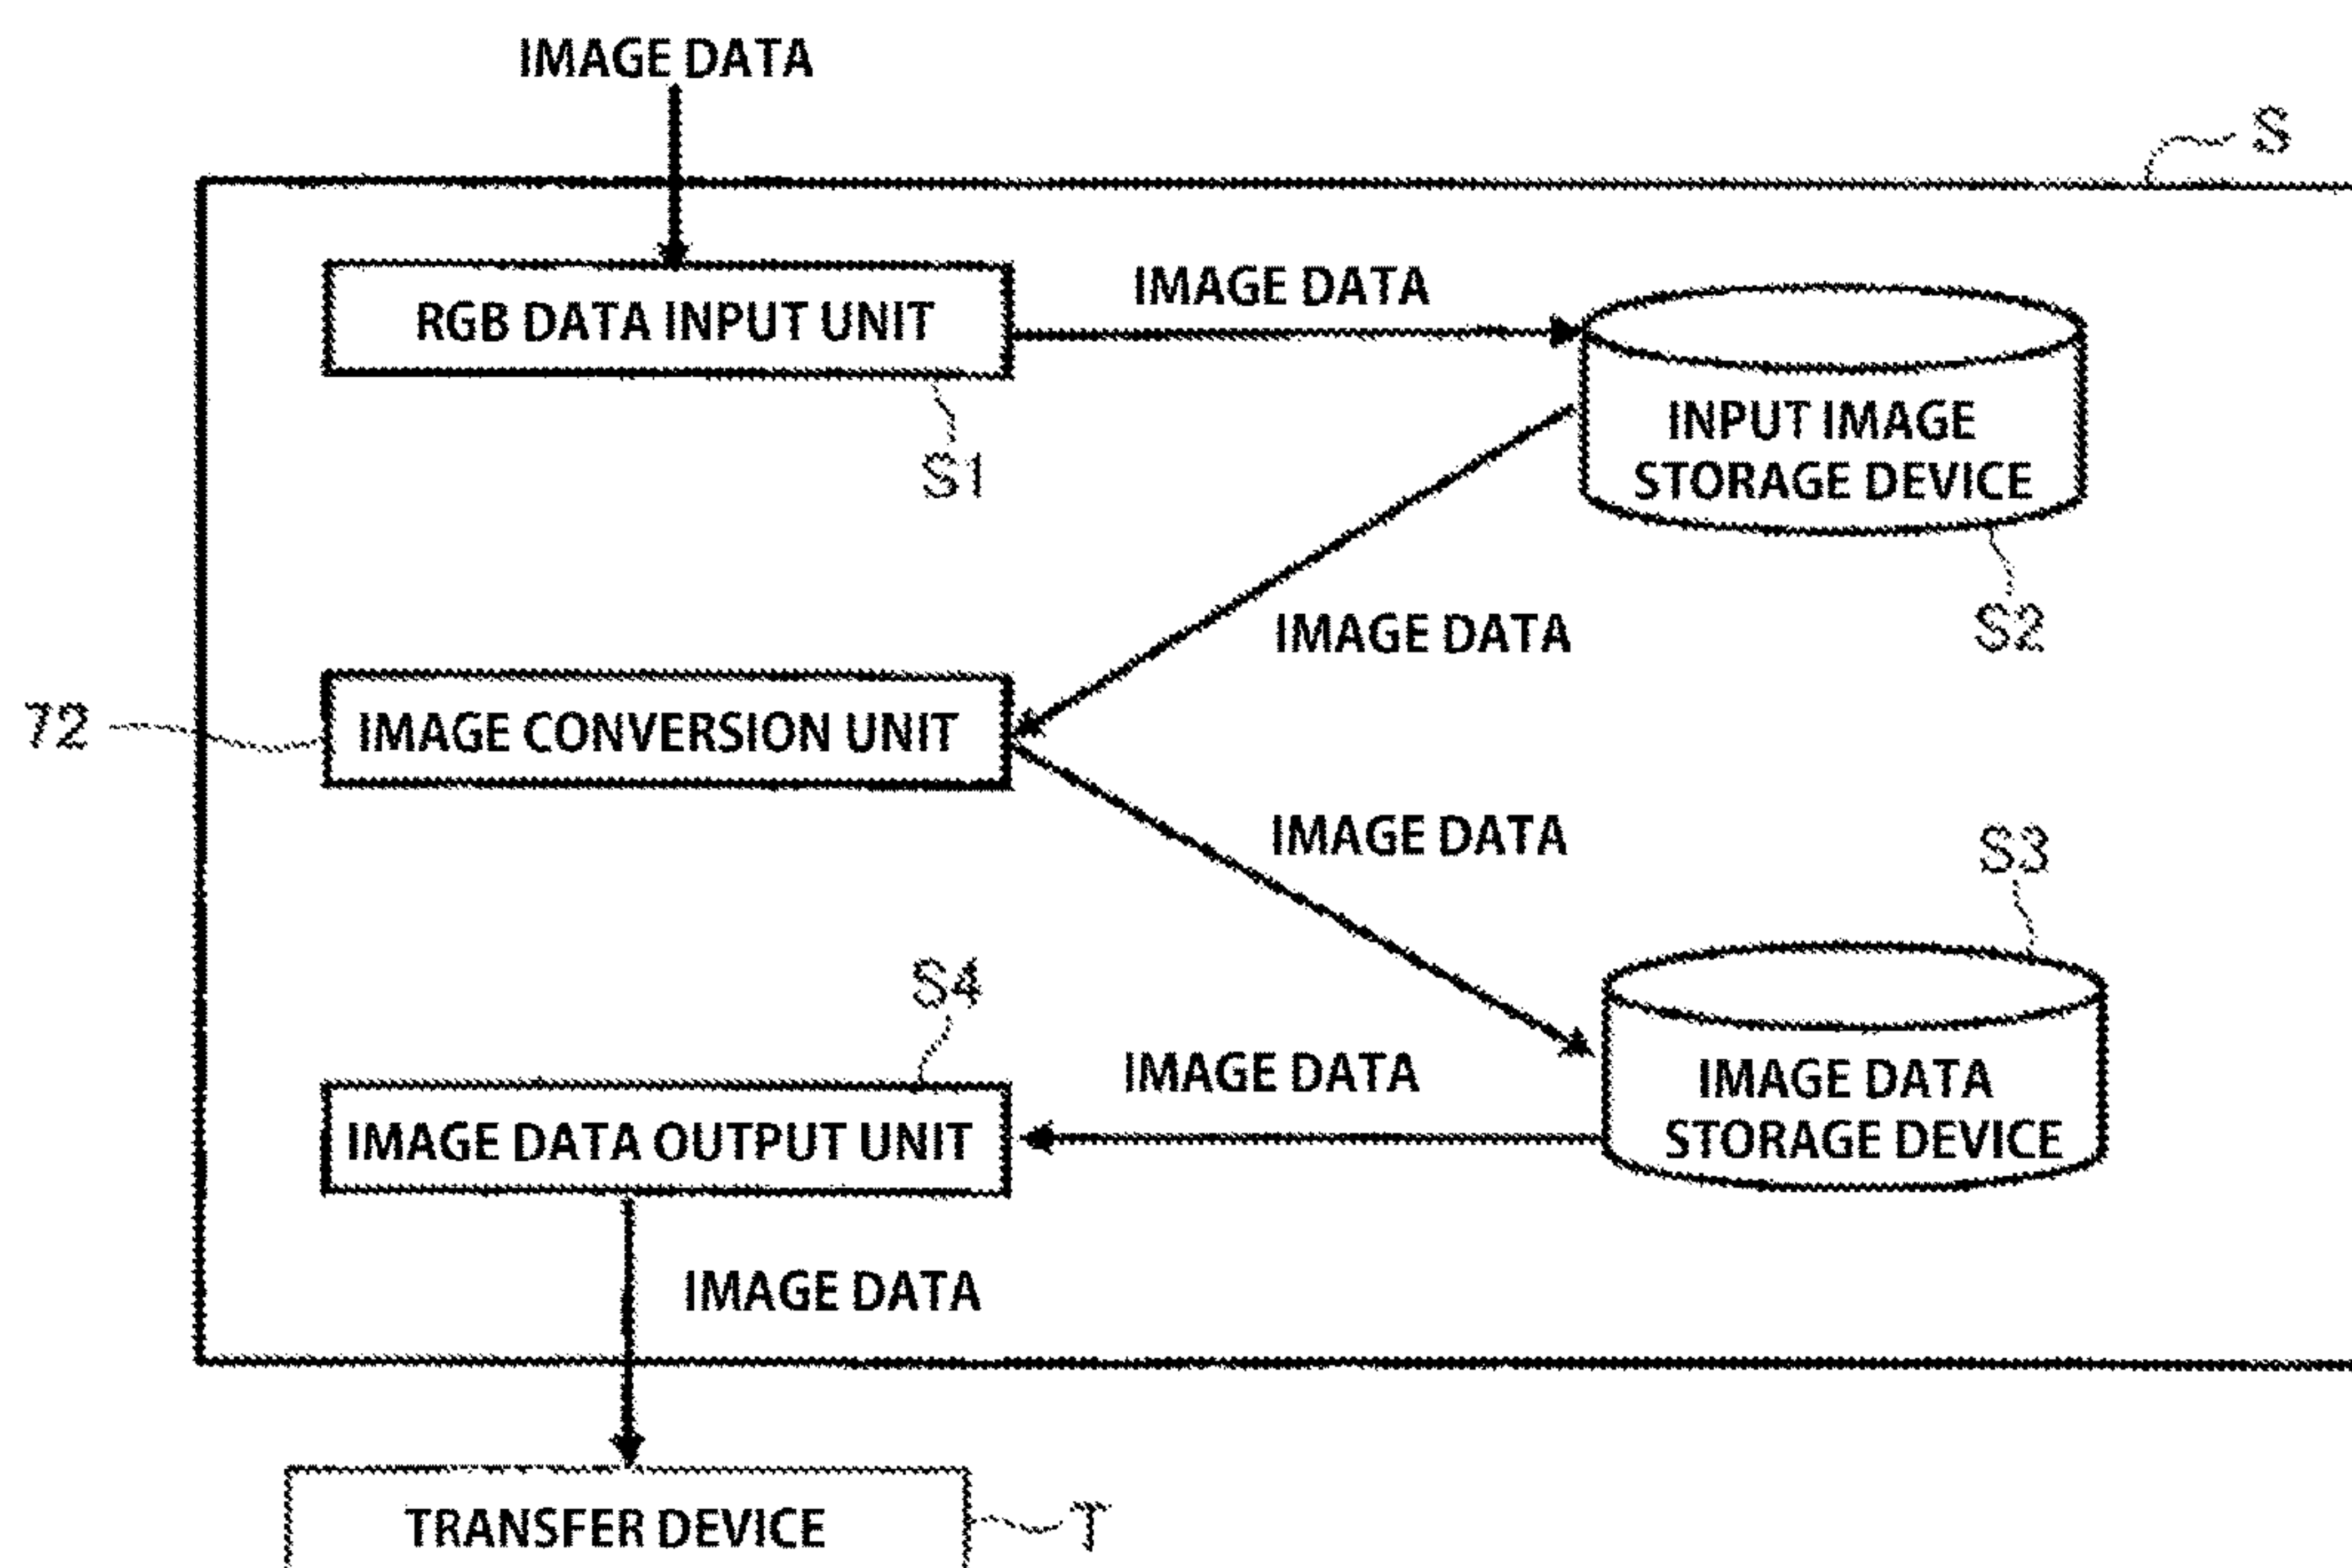 IMAGE DATA
S
RGB DATA INPUT UNIT
IMAGE DATA
S1
INPUT IMAGE
STORAGE DEVICE
S2
IMAGE DATA
72
IMAGE CONVERSION UNIT
IMAGE DATA
S3
S4
IMAGE DATA
IMAGE DATA OUTPUT UNIT
IMAGE DATA
STORAGE DEVICE
IMAGE DATA
TRANSFER DEVICE
T